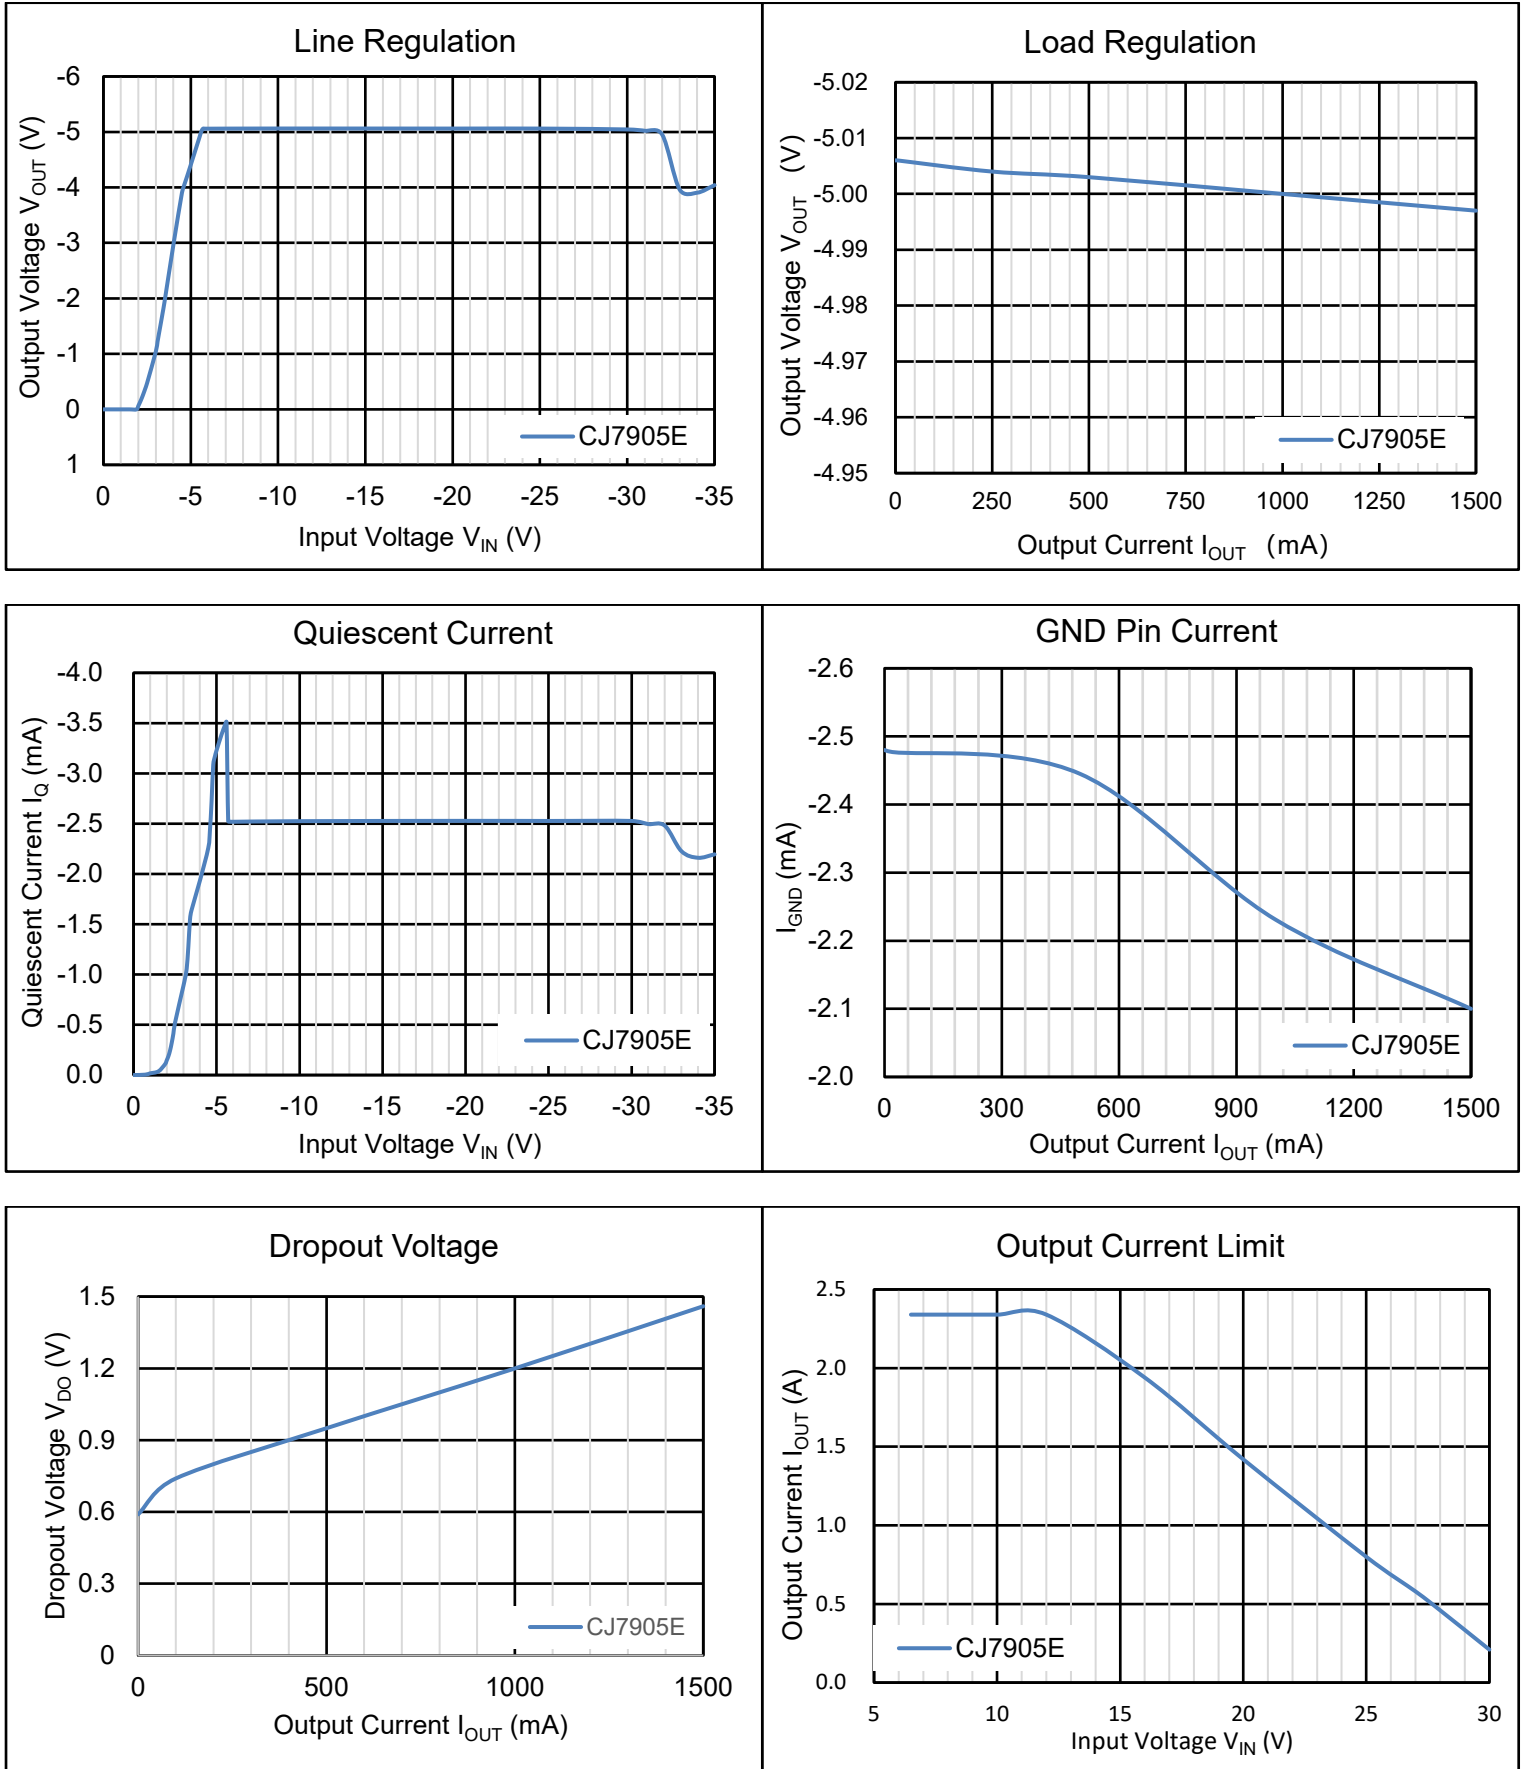 Line Regulation
-6
-5
-4
-3
-2
-1
0
1
Output Voltage VOUT (V)
CJ7905E
0 -5 -10 -15 -20 -25 -30 -35
Input Voltage VIN (V)
Load Regulation
-5.02
-5.01
-5.00
-4.99
-4.98
-4.97
-4.96
-4.95
Output Voltage VOUT (V)
CJ7905E
0 250 500 750 1000 1250 1500
Output Current IOUT (mA)
Quiescent Current
-4.0
-3.5
-3.0
-2.5
-2.0
-1.5
-1.0
-0.5
0.0
Quiescent Current IQ (mA)
CJ7905E
0 -5 -10 -15 -20 -25 -30 -35
Input Voltage VIN (V)
GND Pin Current
-2.6
-2.5
-2.4
-2.3
-2.2
-2.1
-2.0
IGND (mA)
CJ7905E
0 300 600 900 1200 1500
Output Current IOUT (mA)
Dropout Voltage
1.5
1.2
0.9
0.6
0.3
0
Dropout Voltage VDO (V)
CJ7905E
0 500 1000 1500
Output Current IOUT (mA)
Output Current Limit
2.5
2.0
1.5
1.0
0.5
0.0
Output Current IOUT (A)
CJ7905E
5 10 15 20 25 30
Input Voltage VIN (V)